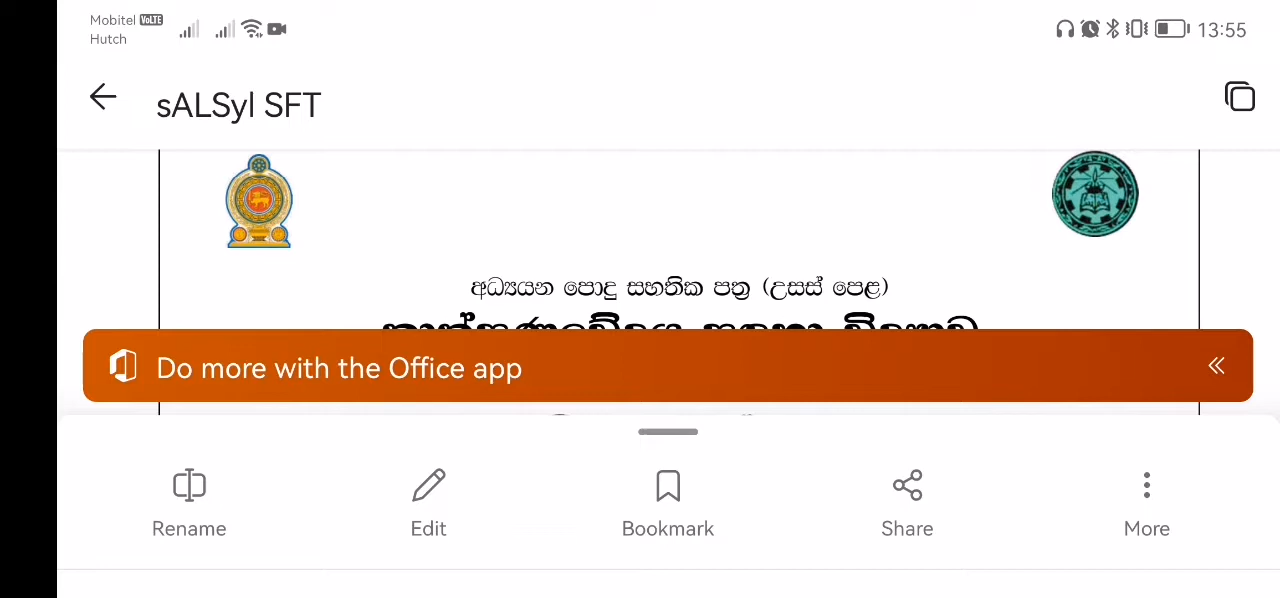 Mobitel VoLTE
Hutch
13:55
sALSyl SFT
අධ්‍යයන පොදු සහතික පත්‍ර (උසස් පෙළ)
Do more with the Office app
Rename
Edit
Bookmark
Share
More